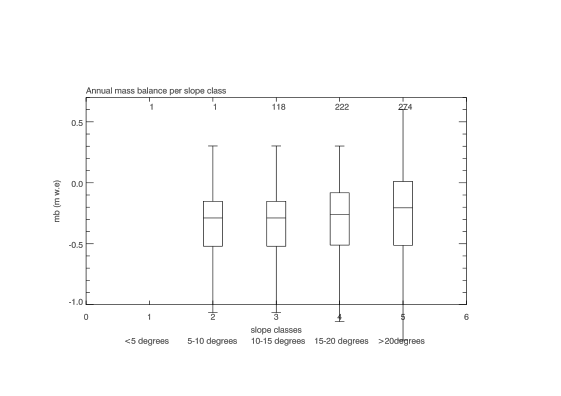 Annual mass balance per slope class
1 1 118 222 274
0.5
0.0
-0.5
-1.0
mb (m w.e)
0 1 2 3 4 5 6
slope classes
<5 degrees 5-10 degrees 10-15 degrees 15-20 degrees >20degrees